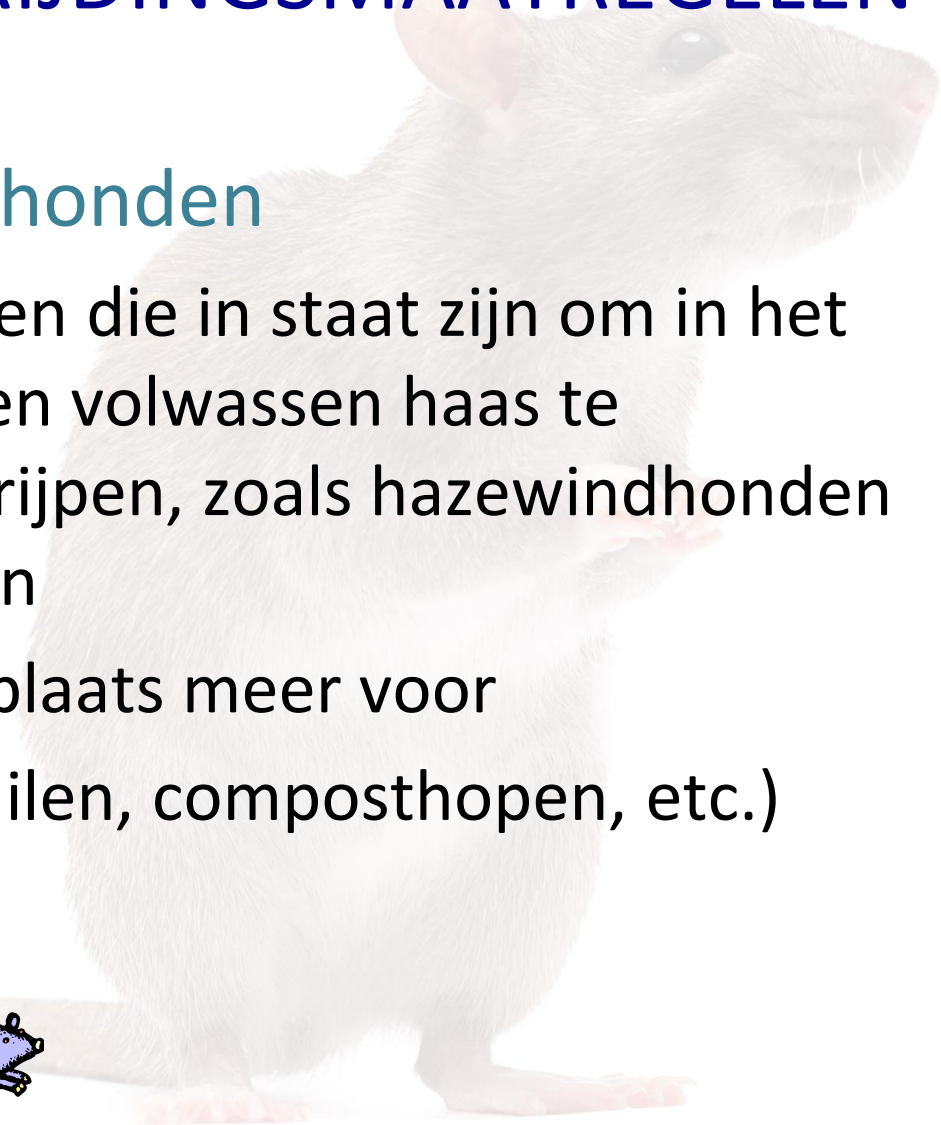 RIJDINGSMAATREGELEN
honden
en die in staat zijn om in het
en volwassen haas te
rijpen, zoals hazewindhonden
n
plaats meer voor
ilen, composthopen, etc.)